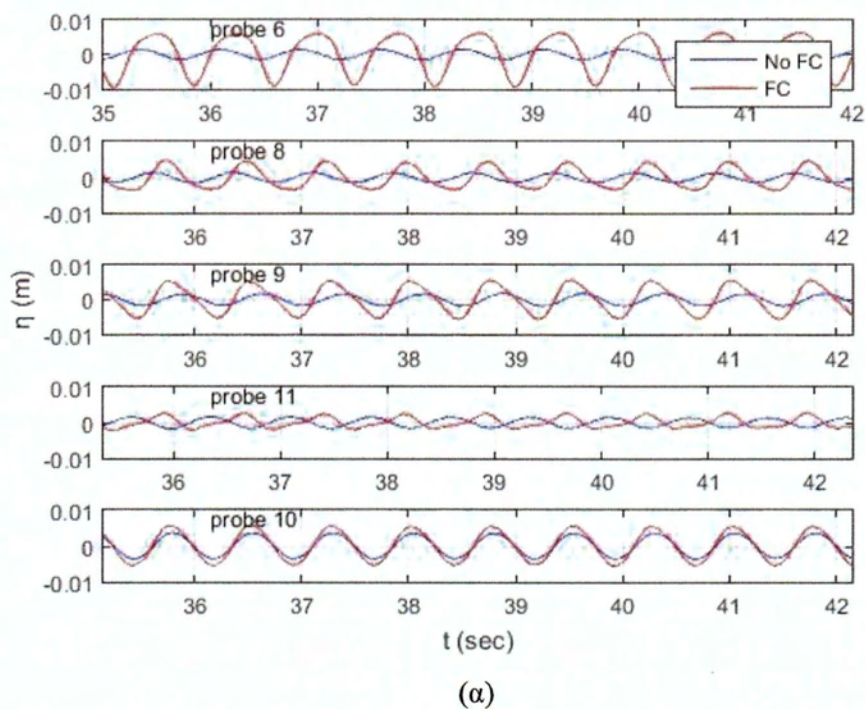 0.01
probe 6
No FC
FC
0
-0.01
35 36 37 38 39 40 41 42
0.01
probe 8
0
-0.01
36 37 38 39 40 41 42
0.01
probe 9
0
-0.01
36 37 38 39 40 41 42
η (m)
0.01
probe 11
0
-0.01
36 37 38 39 40 41 42
0.01
probe 10
0
-0.01
36 37 38 39 40 41 42
t (sec)
(α)